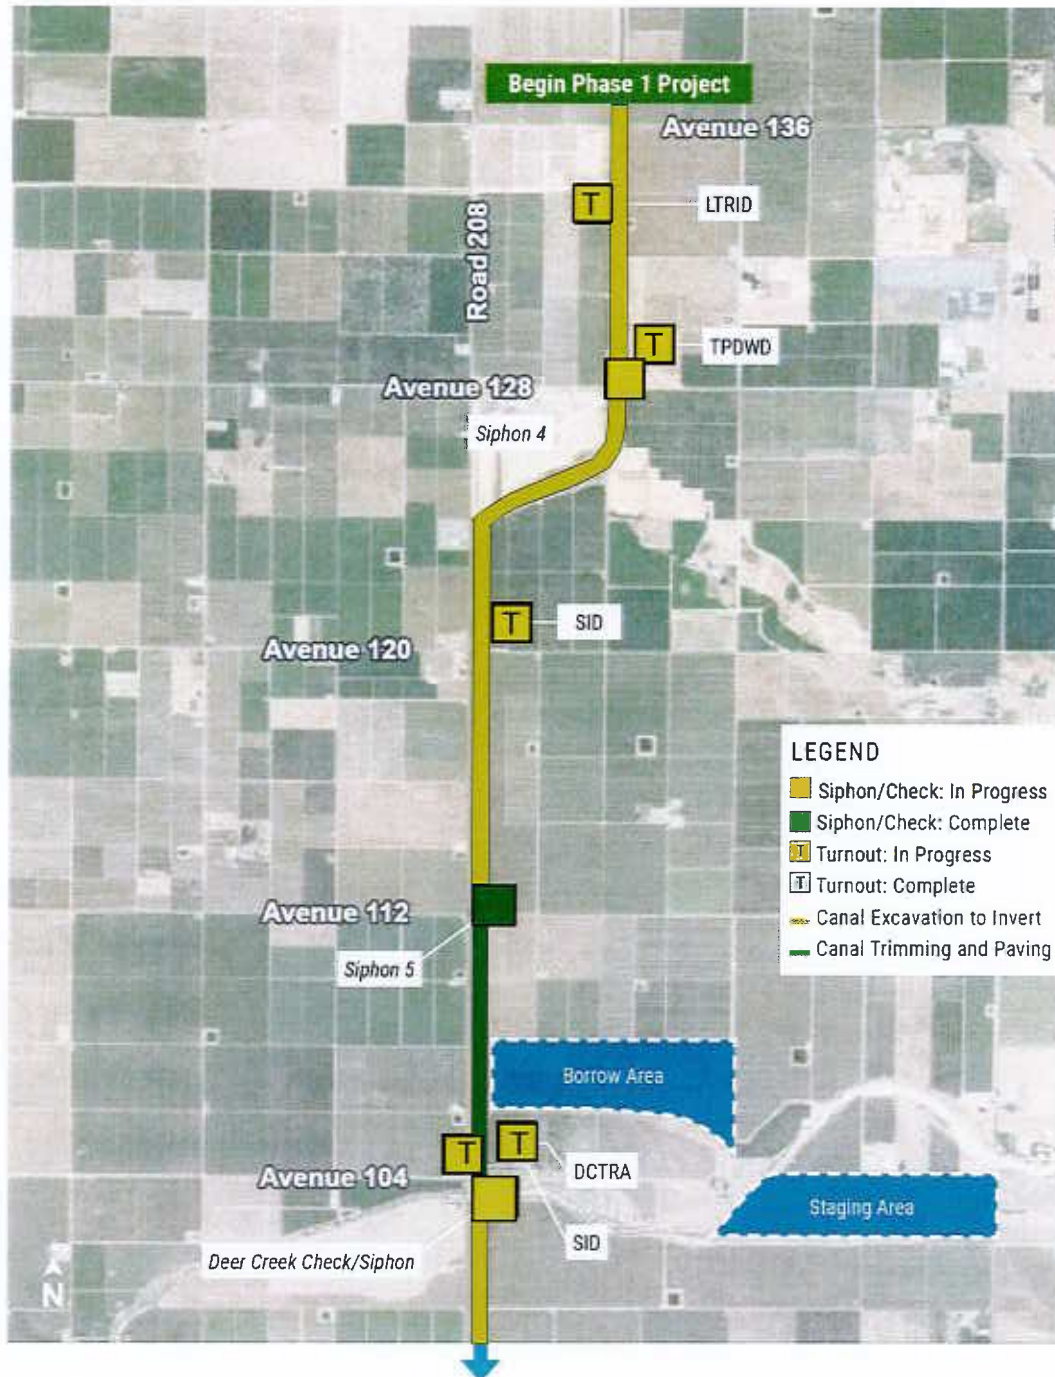 Begin Phase 1 Project
Avenue 136
T
LTRID
Road 208
T
TPDWD
Avenue 128
Siphon 4
T
SID
Avenue 120
LEGEND
Siphon/Check: In Progress
Siphon/Check: Complete
T Turnout: In Progress
T Turnout: Complete
Canal Excavation to Invert
Canal Trimming and Paving
Avenue 112
Siphon 5
Borrow Area
T
T
DCTRA
Avenue 104
Staging Area
SID
Deer Creek Check/Siphon
N